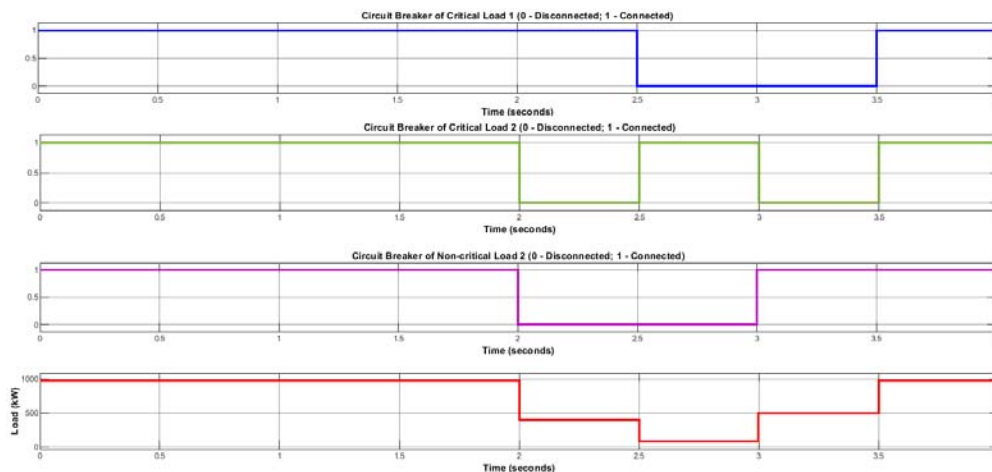 Circuit Breaker of Critical Load 1 (0 - Disconnected; 1 - Connected)
1
0.5
0
0 0.5 1 1.5 2 2.5 3 3.5
Time (seconds)
Circuit Breaker of Critical Load 2 (0 - Disconnected; 1 - Connected)
1
0.5
0
0 0.5 1 1.5 2 2.5 3 3.5
Time (seconds)
Circuit Breaker of Non-critical Load 2 (0 - Disconnected; 1 - Connected)
1
0.5
0
0 0.5 1 1.5 2 2.5 3 3.5
Time (seconds)
Load (kW)
1000
500
0
0 0.5 1 1.5 2 2.5 3 3.5
Time (seconds)